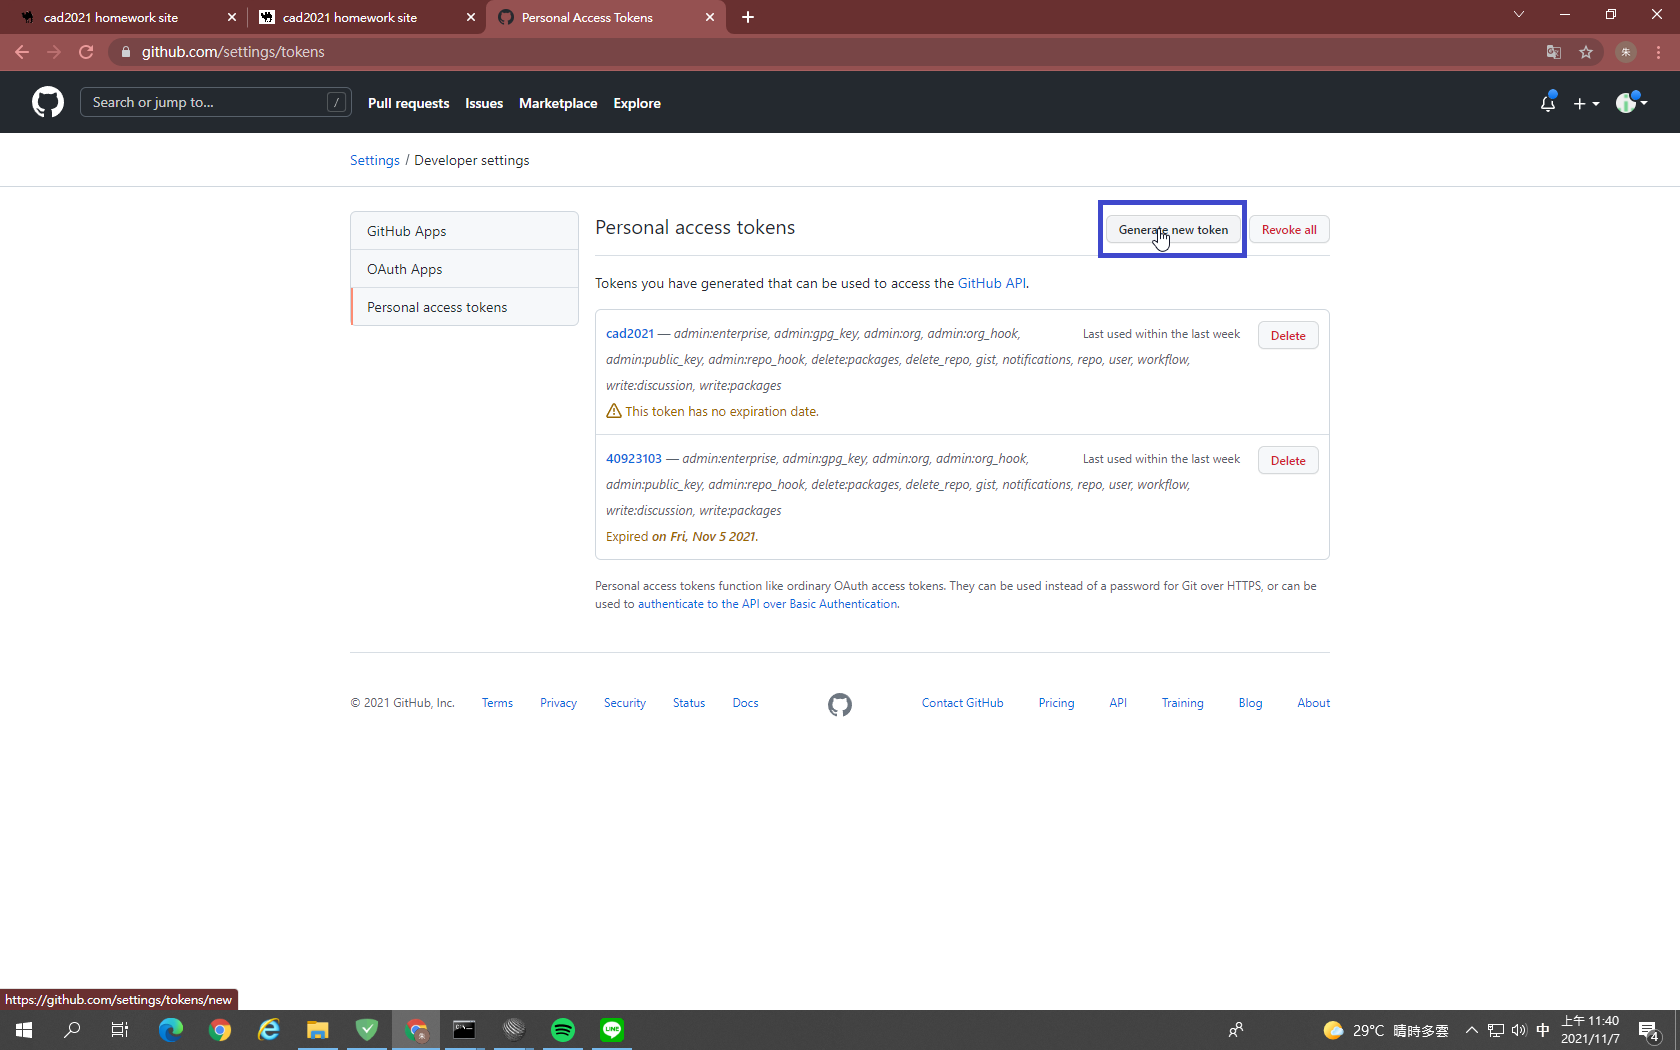 cad2021 homework site
cad2021 homework site
Personal Access Tokens
github.com/settings/tokens
朱
Search or jump to...
/
Pull requests
Issues
Marketplace
Explore
Settings / Developer settings
GitHub Apps
OAuth Apps
Personal access tokens
Personal access tokens
Generate new token
Revoke all
Tokens you have generated that can be used to access the GitHub API.
cad2021 — admin:enterprise, admin:gpg_key, admin:org, admin:org_hook,
admin:public_key, admin:repo_hook, delete:packages, delete_repo, gist, notifications, repo, user, workflow,
write:discussion, write:packages
Last used within the last week
Delete
This token has no expiration date.
40923103 — admin:enterprise, admin:gpg_key, admin:org, admin:org_hook,
admin:public_key, admin:repo_hook, delete:packages, delete_repo, gist, notifications, repo, user, workflow,
write:discussion, write:packages
Last used within the last week
Delete
Expired on Fri, Nov 5 2021.
Personal access tokens function like ordinary OAuth access tokens. They can be used instead of a password for Git over HTTPS, or can be
used to authenticate to the API over Basic Authentication.
© 2021 GitHub, Inc.
Terms
Privacy
Security
Status
Docs
Contact GitHub
Pricing
API
Training
Blog
About
https://github.com/settings/tokens/new
LINE
29°C 晴時多雲
中
上午 11:40
2021/11/7
4